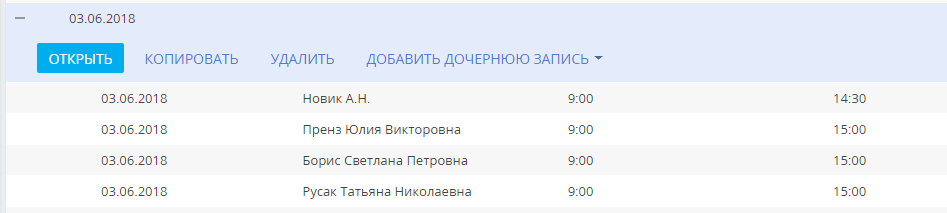 03.06.2018
ОТКРЫТЬ КОПИРОВАТЬ УДАЛИТЬ ДОБАВИТЬ ДОЧЕРНЮЮ ЗАПИСЬ
03.06.2018 Новик А.Н. 9:00 14:30
03.06.2018 Пренз Юлия Викторовна 9:00 15:00
03.06.2018 Борис Светлана Петровна 9:00 15:00
03.06.2018 Русак Татьяна Николаевна 9:00 15:00